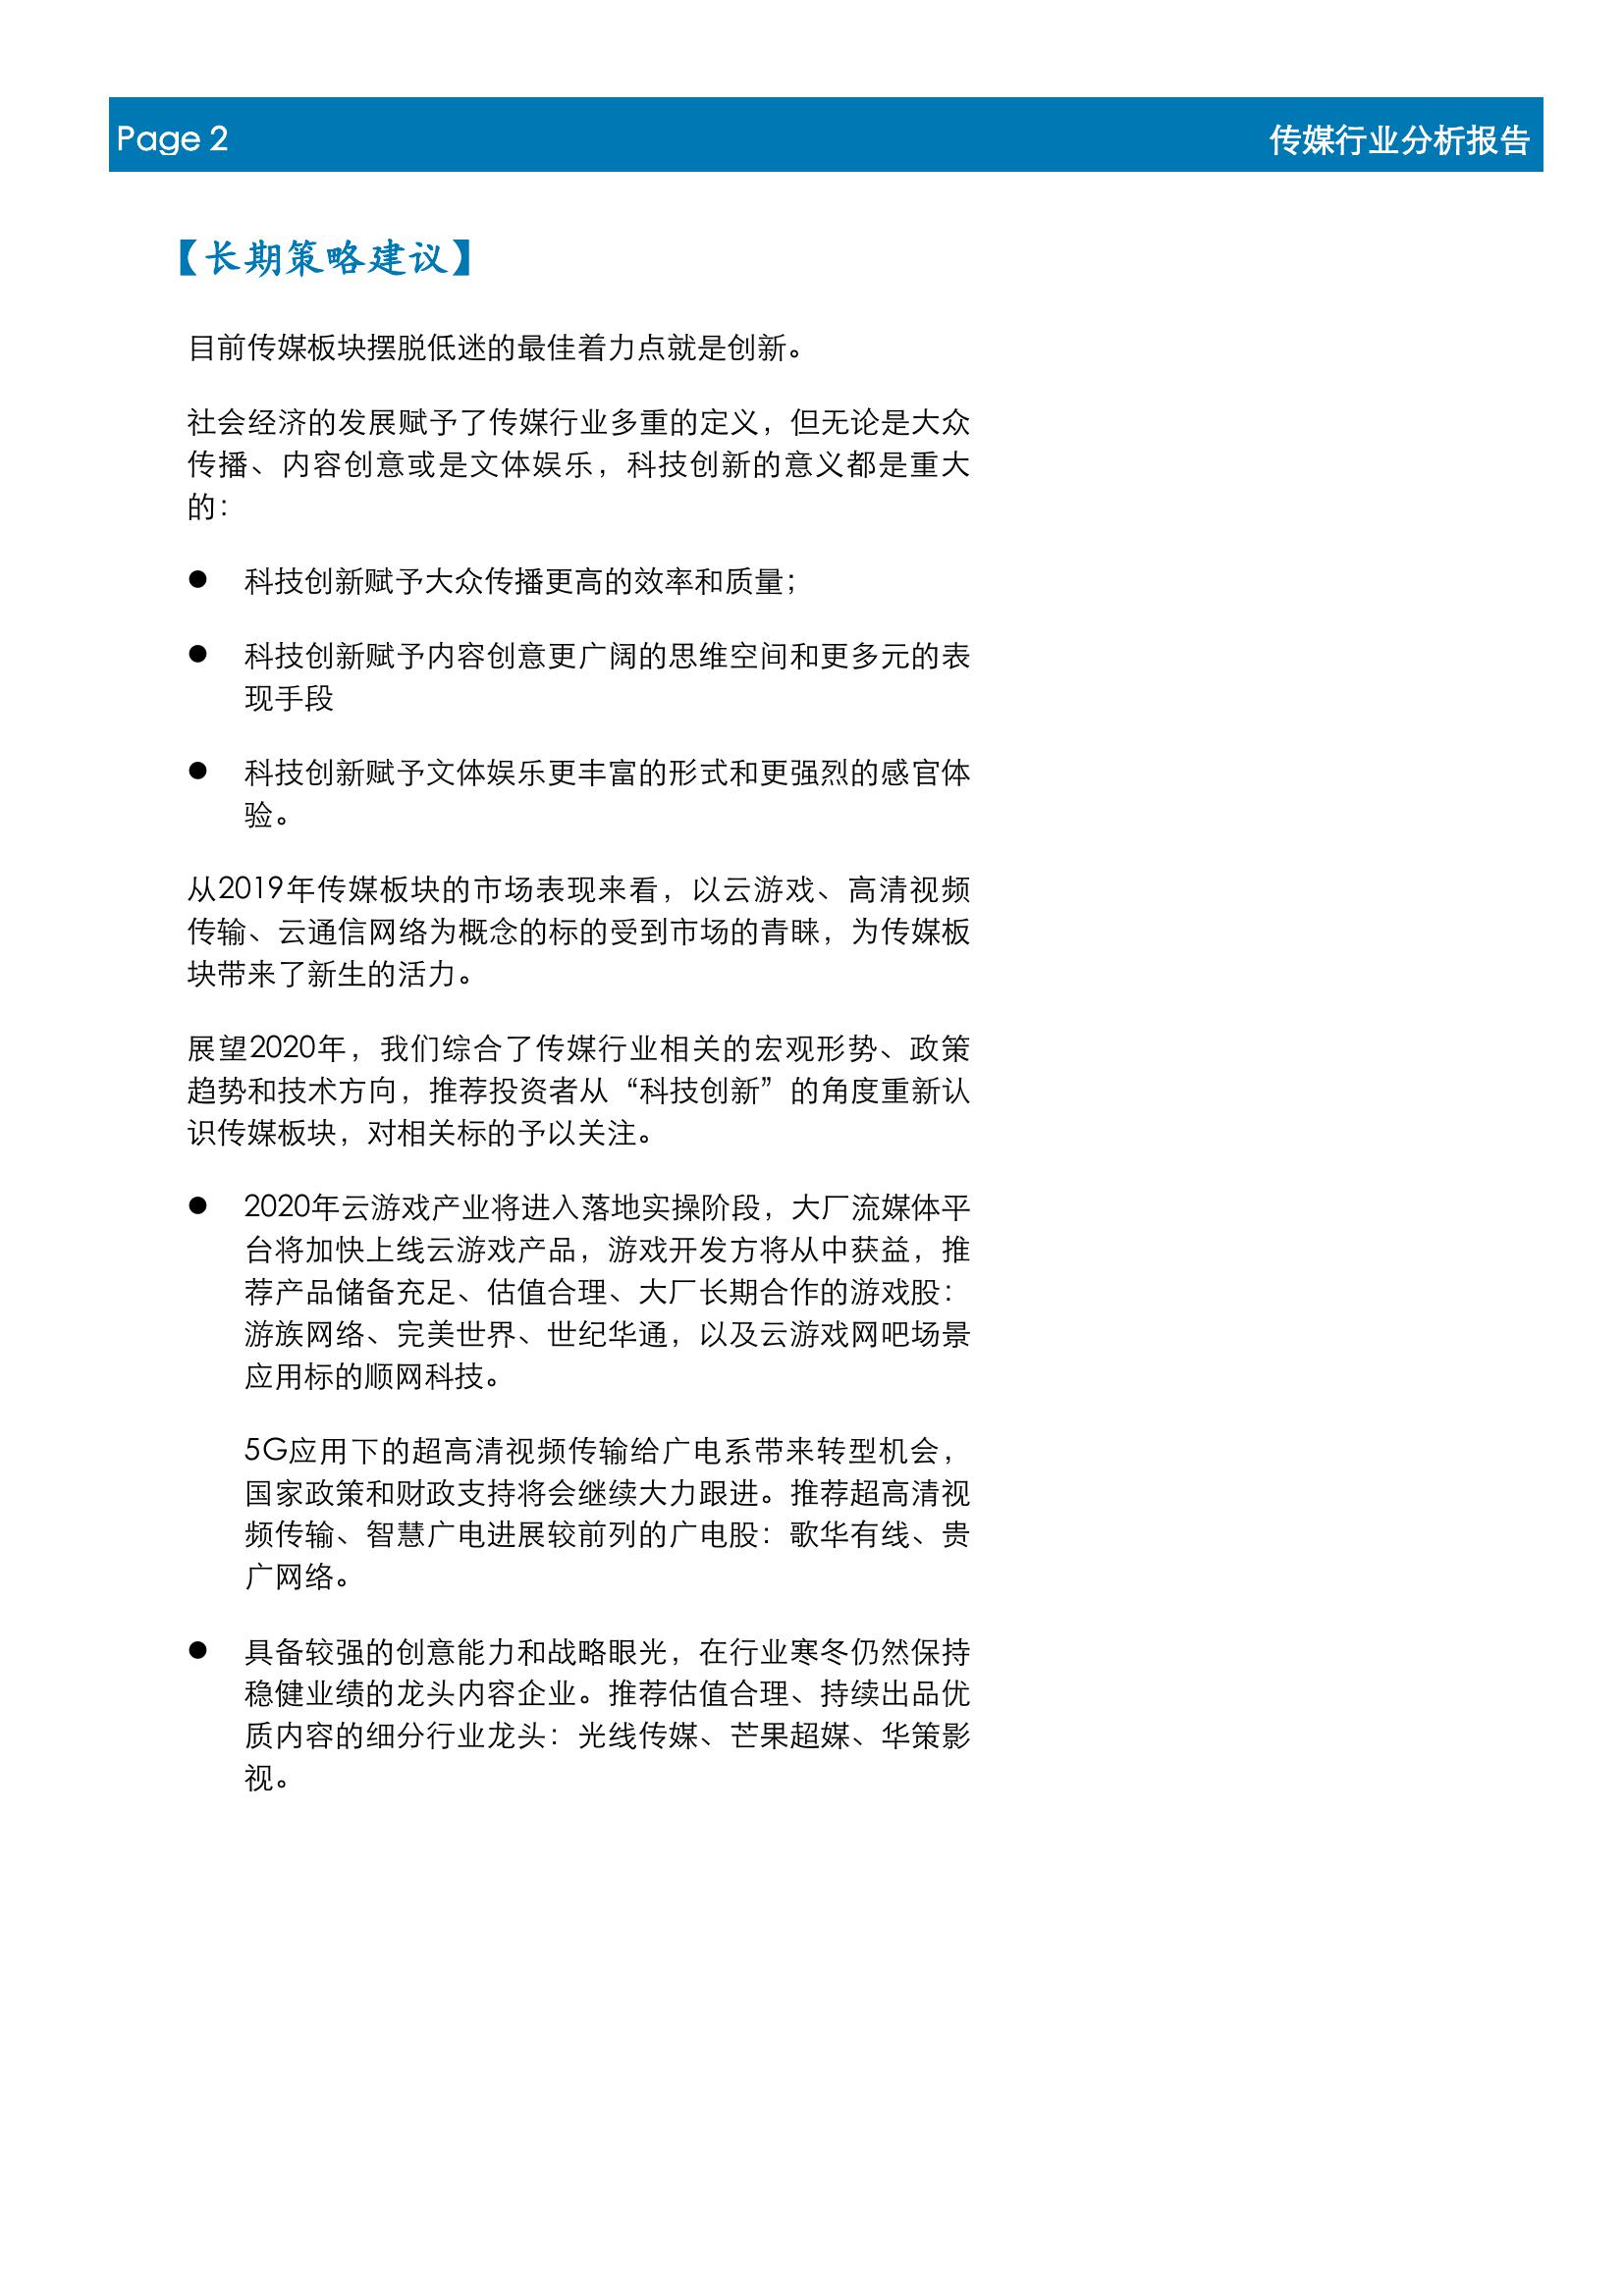 Page 2
传媒行业分析报告
【长期策略建议】
目前传媒板块摆脱低迷的最佳着力点就是创新。
社会经济的发展赋予了传媒行业多重的定义，但无论是大众
传播、内容创意或是文体娱乐，科技创新的意义都是重大
的：
● 科技创新赋予大众传播更高的效率和质量；
● 科技创新赋予内容创意更广阔的思维空间和更多元的表
现手段
● 科技创新赋予文体娱乐更丰富的形式和更强烈的感官体
验。
从2019年传媒板块的市场表现来看，以云游戏、高清视频
传输、云通信网络为概念的标的受到市场的青睐，为传媒板
块带来了新生的活力。
展望2020年，我们综合了传媒行业相关的宏观形势、政策
趋势和技术方向，推荐投资者从“科技创新”的角度重新认
识传媒板块，对相关标的予以关注。
● 2020年云游戏产业将进入落地实操阶段，大厂流媒体平
台将加快上线云游戏产品，游戏开发方将从中获益，推
荐产品储备充足、估值合理、大厂长期合作的游戏股：
游族网络、完美世界、世纪华通，以及云游戏网吧场景
应用标的顺网科技。
5G应用下的超高清视频传输给广电系带来转型机会，
国家政策和财政支持将会继续大力跟进。推荐超高清视
频传输、智慧广电进展较前列的广电股：歌华有线、贵
广网络。
● 具备较强的创意能力和战略眼光，在行业寒冬仍然保持
稳健业绩的龙头内容企业。推荐估值合理、持续出品优
质内容的细分行业龙头：光线传媒、芒果超媒、华策影
视。